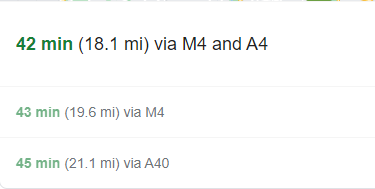 42 min (18.1 mi) via M4 and A4
43 min (19.6 mi) via M4
45 min (21.1 mi) via A40